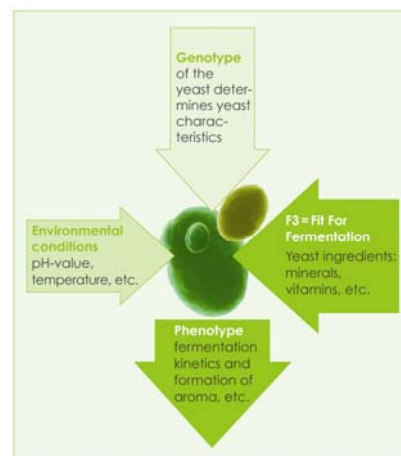 Genotype
of the
yeast deter-
mines yeast
charac-
teristics
Environmental
conditions
pH-value,
temperature, etc.
F3=Fit For
Fermentation
Yeast ingredients:
minerals,
vitamins, etc.
Phenotype
fermentation
kinetics and
formation of
aroma, etc.